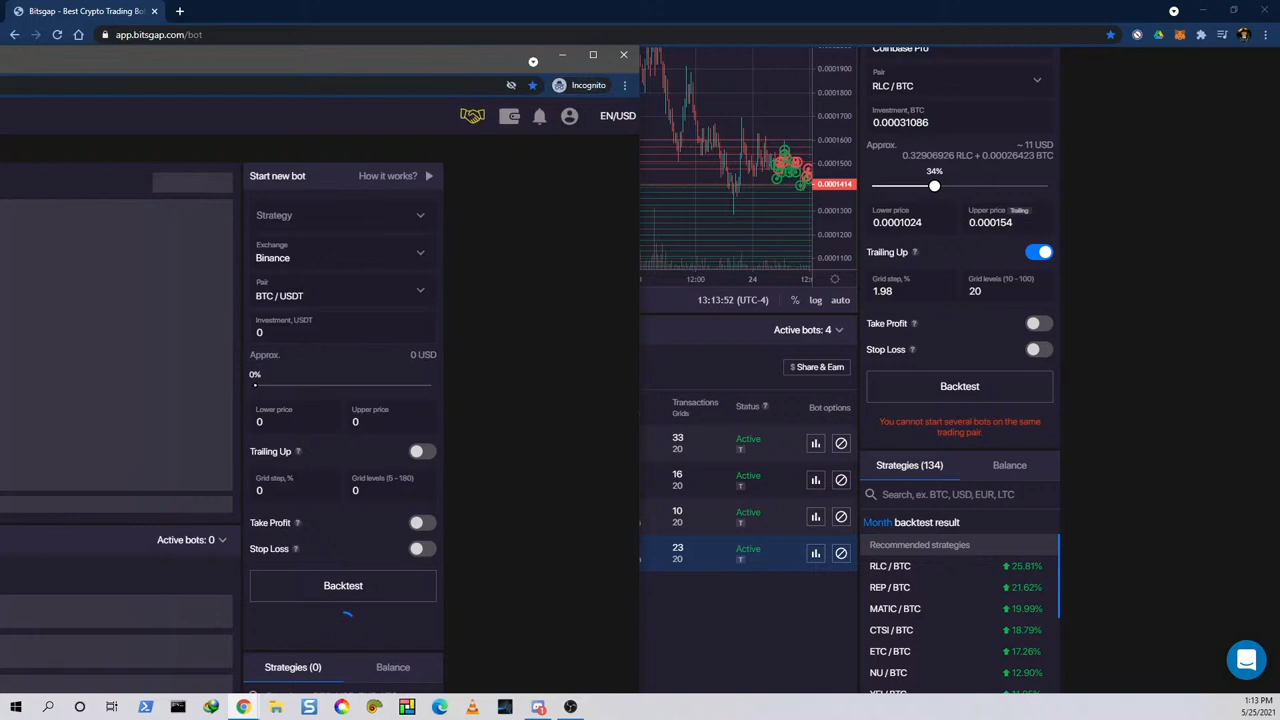 Bitsgap - Best Crypto Trading Bot
app.bitsgap.com/bot
Incognito
EN/USD
Start new bot
How it works?
Strategy
Exchange
Binance
Pair
BTC / USDT
Investment, USDT
0
Approx.
0 USD
0%
Lower price
0
Upper price
0
Trailing Up
Grid step, %
0
Grid levels (5 - 180)
0
Take Profit
Stop Loss
Active bots: 0
Backtest
Strategies (0)
Balance
0.0001900
0.0001800
0.0001700
0.0001600
0.0001500
0.0001414
0.0001300
0.0001200
0.0001100
12:00
24
13:13:52 (UTC-4)
%
log
auto
Active bots: 4
$ Share & Earn
Transactions
Grids
Status
Bot options
33
20
Active
T
16
20
Active
T
10
20
Active
T
23
20
Active
T
Coinbase Pro
Pair
RLC / BTC
Investment, BTC
0.00031086
Approx.
~ 11 USD
0.32906926 RLC + 0.00026423 BTC
34%
Lower price
0.0001024
Upper price Trailing
0.000154
Trailing Up
Grid step, %
1.98
Grid levels (10 - 100)
20
Take Profit
Stop Loss
Backtest
You cannot start several bots on the same
trading pair.
Strategies (134)
Balance
Search, ex. BTC, USD, EUR, LTC
Month backtest result
Recommended strategies
RLC / BTC
25.81%
REP / BTC
21.62%
MATIC / BTC
19.99%
CTSI / BTC
18.79%
ETC / BTC
17.26%
NU / BTC
12.90%
1:13 PM
5/25/2021